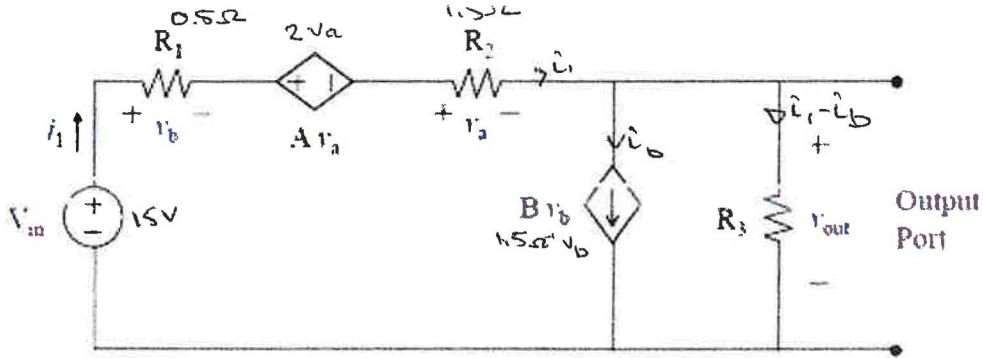 0.5Ω
2va
R1
R2
i1
+ vb −
+ −
A va
+ va −
i1
ib
i1-ib
+
Vin
+
−
15V
B vb
R3
vout
Output
Port
−